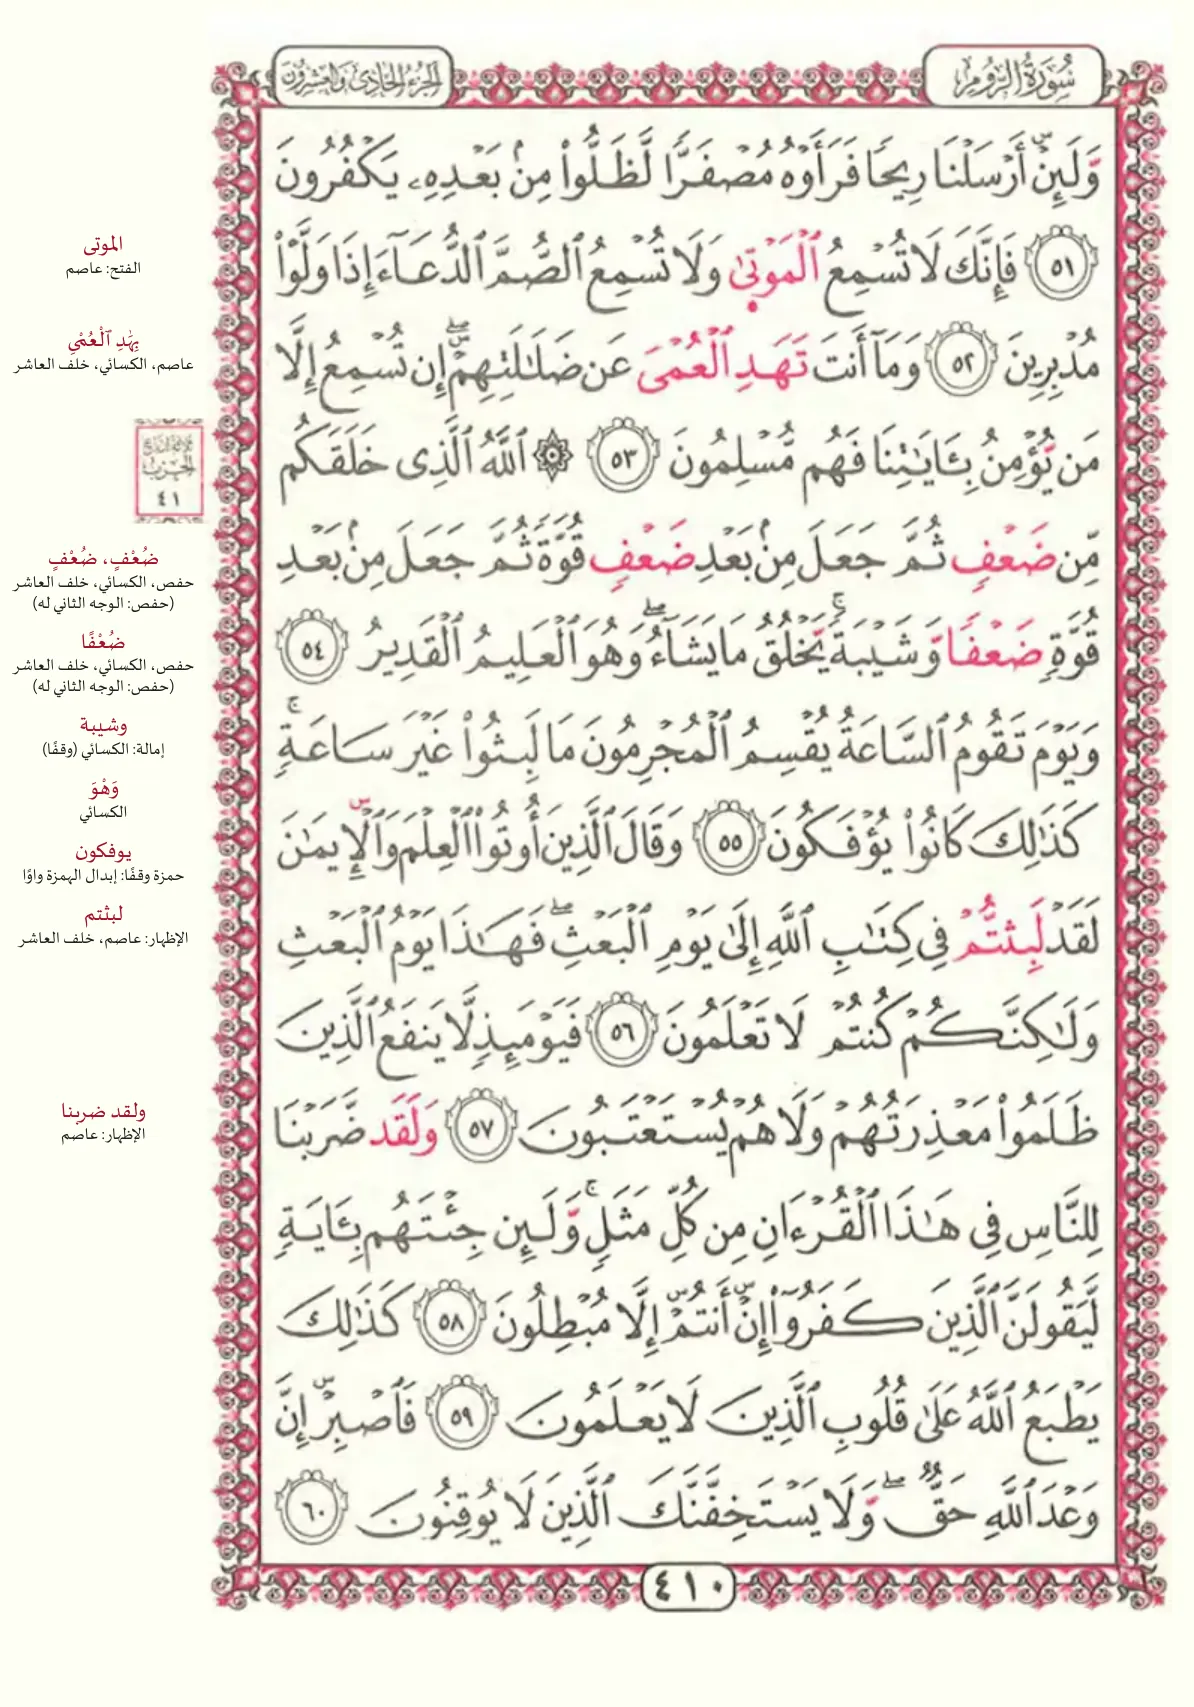 سُورَةُ الرُّومِ
الجُزْءُ الحَادِي وَالعِشْرُونَ
وَلَئِنْ أَرْسَلْنَا رِيحًا فَرَأَوْهُ مُصْفَرًّا لَّظَلُّوا۟ مِنۢ بَعْدِهِۦ يَكْفُرُونَ
٥١ فَإِنَّكَ لَا تُسْمِعُ ٱلْمَوْتَىٰ وَلَا تُسْمِعُ ٱلصُّمَّ ٱلدُّعَآءَ إِذَا وَلَّوْا۟
مُدْبِرِينَ ٥٢ وَمَآ أَنتَ تَهْدِ ٱلْعُمْىَ عَن ضَلَٰلَتِهِمْ ۖ إِن تُسْمِعُ إِلَّا
مَن يُؤْمِنُ بِـَٔايَٰتِنَا فَهُم مُّسْلِمُونَ ٥٣ ۞ ٱللَّهُ ٱلَّذِى خَلَقَكُم
مِّن ضَعْفٍ ثُمَّ جَعَلَ مِنۢ بَعْدِ ضَعْفٍ قُوَّةً ثُمَّ جَعَلَ مِنۢ بَعْدِ
قُوَّةٍ ضَعْفًا وَشَيْبَةً ۚ يَخْلُقُ مَا يَشَآءُ ۖ وَهُوَ ٱلْعَلِيمُ ٱلْقَدِيرُ ٥٤
وَيَوْمَ تَقُومُ ٱلسَّاعَةُ يُقْسِمُ ٱلْمُجْرِمُونَ مَا لَبِثُوا۟ غَيْرَ سَاعَةٍ ۚ
كَذَٰلِكَ كَانُوا۟ يُؤْفَكُونَ ٥٥ وَقَالَ ٱلَّذِينَ أُوتُوا۟ ٱلْعِلْمَ وَٱلْإِيمَٰنَ
لَقَدْ لَبِثتُّمْ فِى كِتَٰبِ ٱللَّهِ إِلَىٰ يَوْمِ ٱلْبَعْثِ ۖ فَهَٰذَا يَوْمُ ٱلْبَعْثِ
وَلَٰكِنَّكُمْ كُنتُمْ لَا تَعْلَمُونَ ٥٦ فَيَوْمَئِذٍ لَّا يَنفَعُ ٱلَّذِينَ
ظَلَمُوا۟ مَعْذِرَتُهُمْ وَلَا هُمْ يُسْتَعْتَبُونَ ٥٧ وَلَقَدْ ضَرَبْنَا
لِلنَّاسِ فِى هَٰذَا ٱلْقُرْءَانِ مِن كُلِّ مَثَلٍ ۚ وَلَئِن جِئْتَهُم بِـَٔايَةٍ
لَّيَقُولَنَّ ٱلَّذِينَ كَفَرُوٓا۟ إِنْ أَنتُمْ إِلَّا مُبْطِلُونَ ٥٨ كَذَٰلِكَ
يَطْبَعُ ٱللَّهُ عَلَىٰ قُلُوبِ ٱلَّذِينَ لَا يَعْلَمُونَ ٥٩ فَٱصْبِرْ إِنَّ
وَعْدَ ٱللَّهِ حَقٌّ ۖ وَلَا يَسْتَخِفَّنَّكَ ٱلَّذِينَ لَا يُوقِنُونَ ٦٠
٤١٠
الموتى
الفتح: عاصم
بِهَٰدِ ٱلْعُمْىِ
عاصم، الكسائي، خلف العاشر
ثلاثة أرباع
الحزب
٤١
ضُعْفٍ، ضُعْفٍ
حفص، الكسائي، خلف العاشر
(حفص: الوجه الثاني له)
ضُعْفًا
حفص، الكسائي، خلف العاشر
(حفص: الوجه الثاني له)
وشيبة
إمالة: الكسائي (وقفًا)
وَهْوَ
الكسائي
يوفكون
حمزة وقفًا: إبدال الهمزة واوًا
لبثتم
الإظهار: عاصم، خلف العاشر
ولقد ضربنا
الإظهار: عاصم